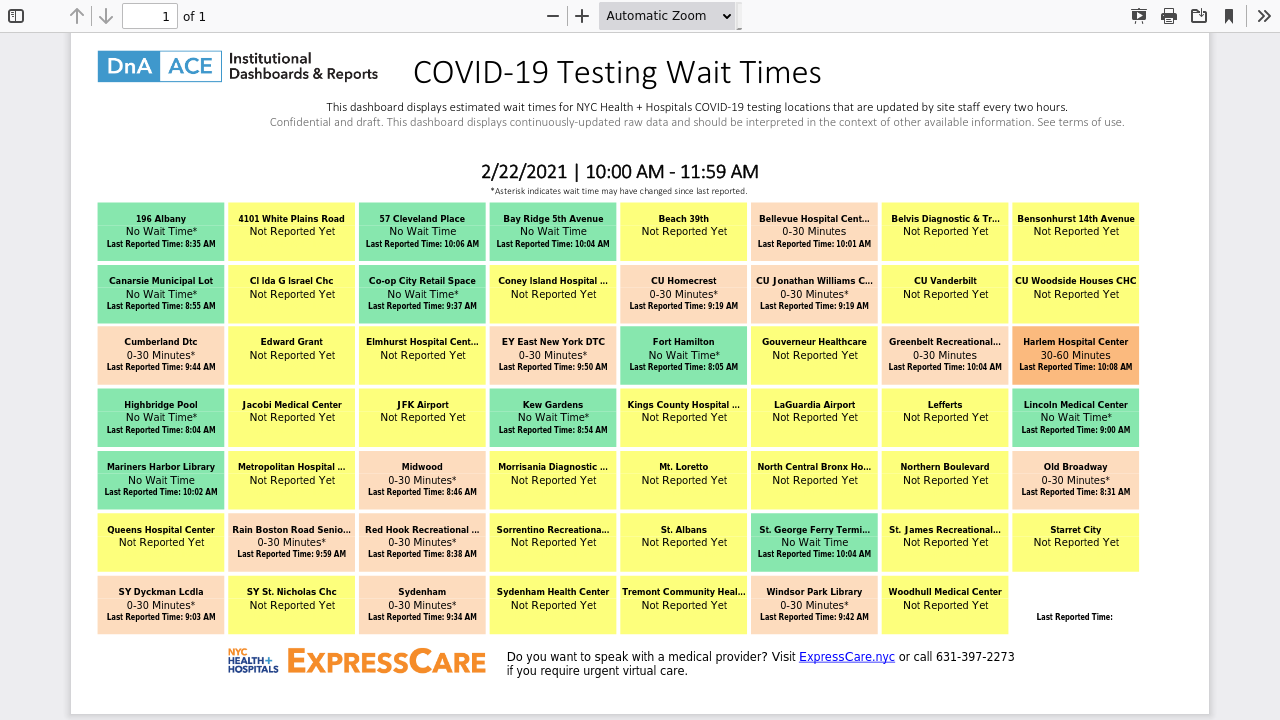 1 of 1 Automatic Zoom
DnA ACE Institutional
Dashboards & Reports
COVID-19 Testing Wait Times
This dashboard displays estimated wait times for NYC Health + Hospitals COVID-19 testing locations that are updated by site staff every two hours.
Confidential and draft. This dashboard displays continuously-updated raw data and should be interpreted in the context of other available information. See terms of use.
2/22/2021 | 10:00 AM - 11:59 AM
*Asterisk indicates wait time may have changed since last reported.
196 Albany
No Wait Time*
Last Reported Time: 8:35 AM
4101 White Plains Road
Not Reported Yet
57 Cleveland Place
No Wait Time
Last Reported Time: 10:06 AM
Bay Ridge 5th Avenue
No Wait Time
Last Reported Time: 10:04 AM
Beach 39th
Not Reported Yet
Bellevue Hospital Cent...
0-30 Minutes
Last Reported Time: 10:01 AM
Belvis Diagnostic & Tr...
Not Reported Yet
Bensonhurst 14th Avenue
Not Reported Yet
Canarsie Municipal Lot
No Wait Time*
Last Reported Time: 8:55 AM
Cl Ida G Israel Chc
Not Reported Yet
Co-op City Retail Space
No Wait Time*
Last Reported Time: 9:37 AM
Coney Island Hospital ...
Not Reported Yet
CU Homecrest
0-30 Minutes*
Last Reported Time: 9:19 AM
CU Jonathan Williams C...
0-30 Minutes*
Last Reported Time: 9:19 AM
CU Vanderbilt
Not Reported Yet
CU Woodside Houses CHC
Not Reported Yet
Cumberland Dtc
0-30 Minutes*
Last Reported Time: 9:44 AM
Edward Grant
Not Reported Yet
Elmhurst Hospital Cent...
Not Reported Yet
EY East New York DTC
0-30 Minutes*
Last Reported Time: 9:50 AM
Fort Hamilton
No Wait Time*
Last Reported Time: 8:05 AM
Gouverneur Healthcare
Not Reported Yet
Greenbelt Recreational...
0-30 Minutes
Last Reported Time: 10:04 AM
Harlem Hospital Center
30-60 Minutes
Last Reported Time: 10:08 AM
Highbridge Pool
No Wait Time*
Last Reported Time: 8:04 AM
Jacobi Medical Center
Not Reported Yet
JFK Airport
Not Reported Yet
Kew Gardens
No Wait Time*
Last Reported Time: 8:54 AM
Kings County Hospital ...
Not Reported Yet
LaGuardia Airport
Not Reported Yet
Lefferts
Not Reported Yet
Lincoln Medical Center
No Wait Time*
Last Reported Time: 9:00 AM
Mariners Harbor Library
No Wait Time
Last Reported Time: 10:02 AM
Metropolitan Hospital ...
Not Reported Yet
Midwood
0-30 Minutes*
Last Reported Time: 8:46 AM
Morrisania Diagnostic ...
Not Reported Yet
Mt. Loretto
Not Reported Yet
North Central Bronx Ho...
Not Reported Yet
Northern Boulevard
Not Reported Yet
Old Broadway
0-30 Minutes*
Last Reported Time: 8:31 AM
Queens Hospital Center
Not Reported Yet
Rain Boston Road Senio...
0-30 Minutes*
Last Reported Time: 9:59 AM
Red Hook Recreational ...
0-30 Minutes*
Last Reported Time: 8:38 AM
Sorrentino Recreationa...
Not Reported Yet
St. Albans
Not Reported Yet
St. George Ferry Termi...
No Wait Time
Last Reported Time: 10:04 AM
St. James Recreational...
Not Reported Yet
Starret City
Not Reported Yet
SY Dyckman Lcdla
0-30 Minutes*
Last Reported Time: 9:03 AM
SY St. Nicholas Chc
Not Reported Yet
Sydenham
0-30 Minutes*
Last Reported Time: 9:34 AM
Sydenham Health Center
Not Reported Yet
Tremont Community Heal...
Not Reported Yet
Windsor Park Library
0-30 Minutes*
Last Reported Time: 9:42 AM
Woodhull Medical Center
Not Reported Yet
Last Reported Time:
NYC
HEALTH+
HOSPITALS
EXPRESSCARE
Do you want to speak with a medical provider? Visit ExpressCare.nyc or call 631-397-2273
if you require urgent virtual care.